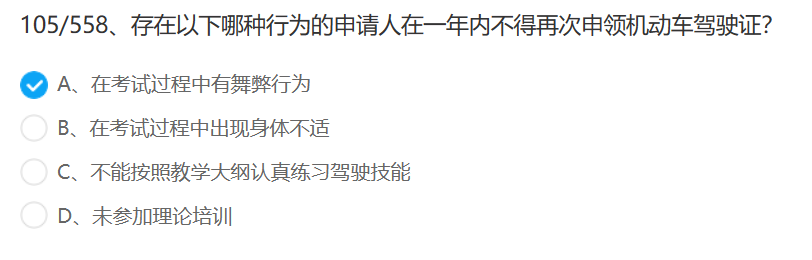 105/558、存在以下哪种行为的申请人在一年内不得再次申领机动车驾驶证？
A、在考试过程中有舞弊行为
B、在考试过程中出现身体不适
C、不能按照教学大纲认真练习驾驶技能
D、未参加理论培训